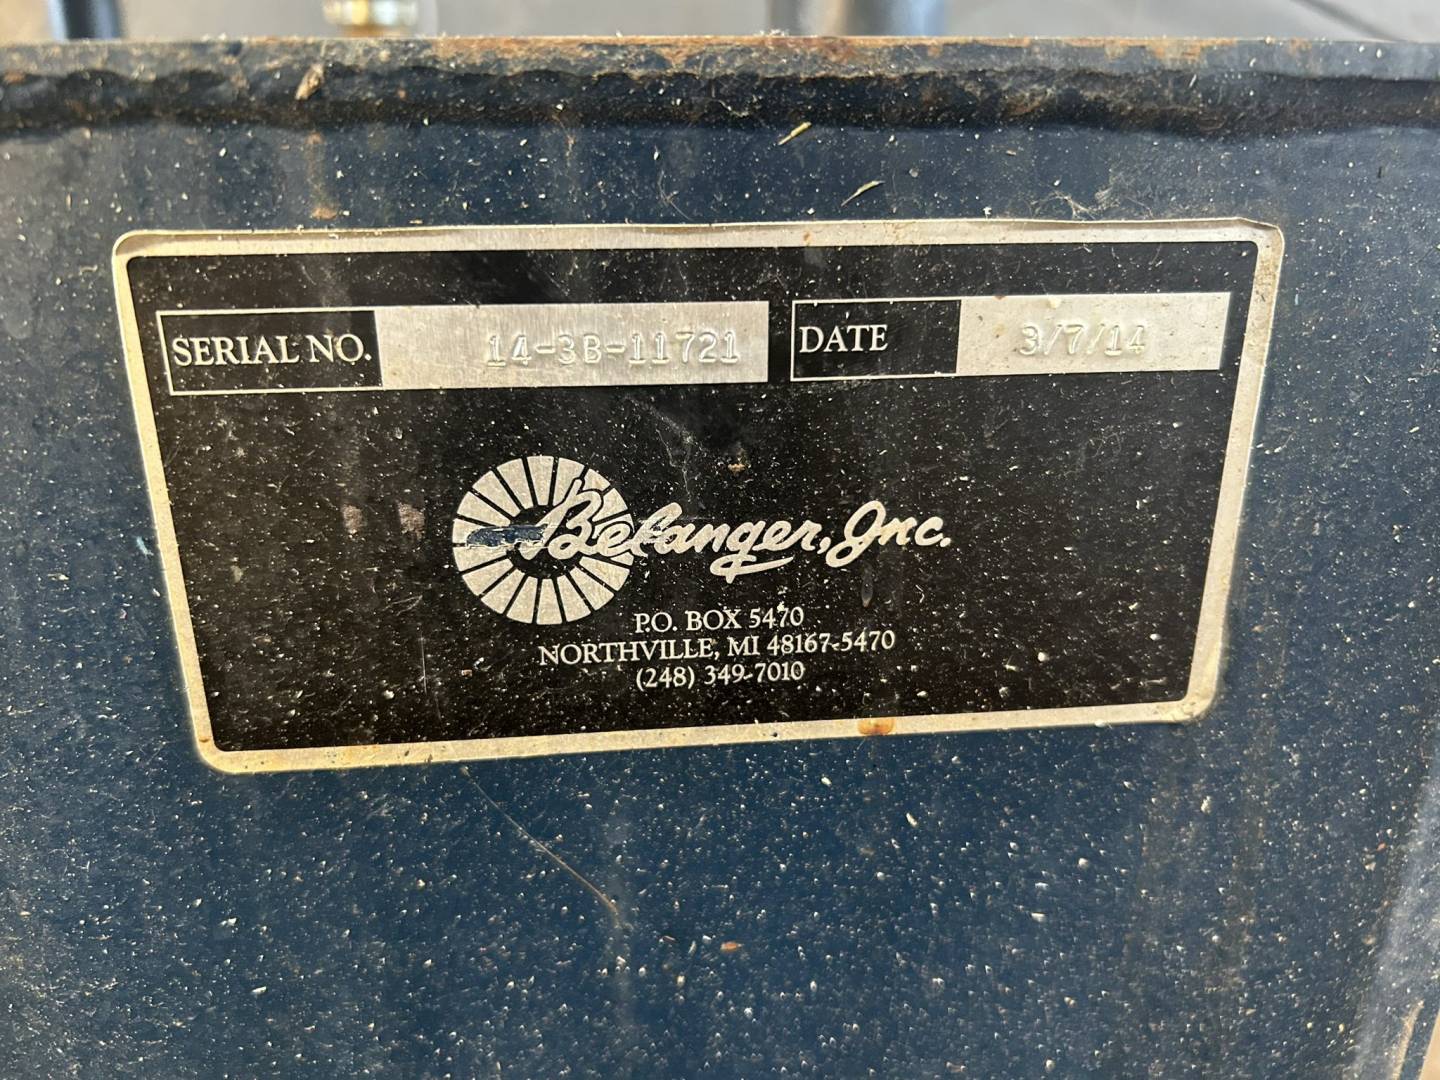 SERIAL NO. 14-3B-11721 DATE 3/7/14
Belanger, Inc.
P.O. BOX 5470
NORTHVILLE, MI 48167-5470
(248) 349-7010